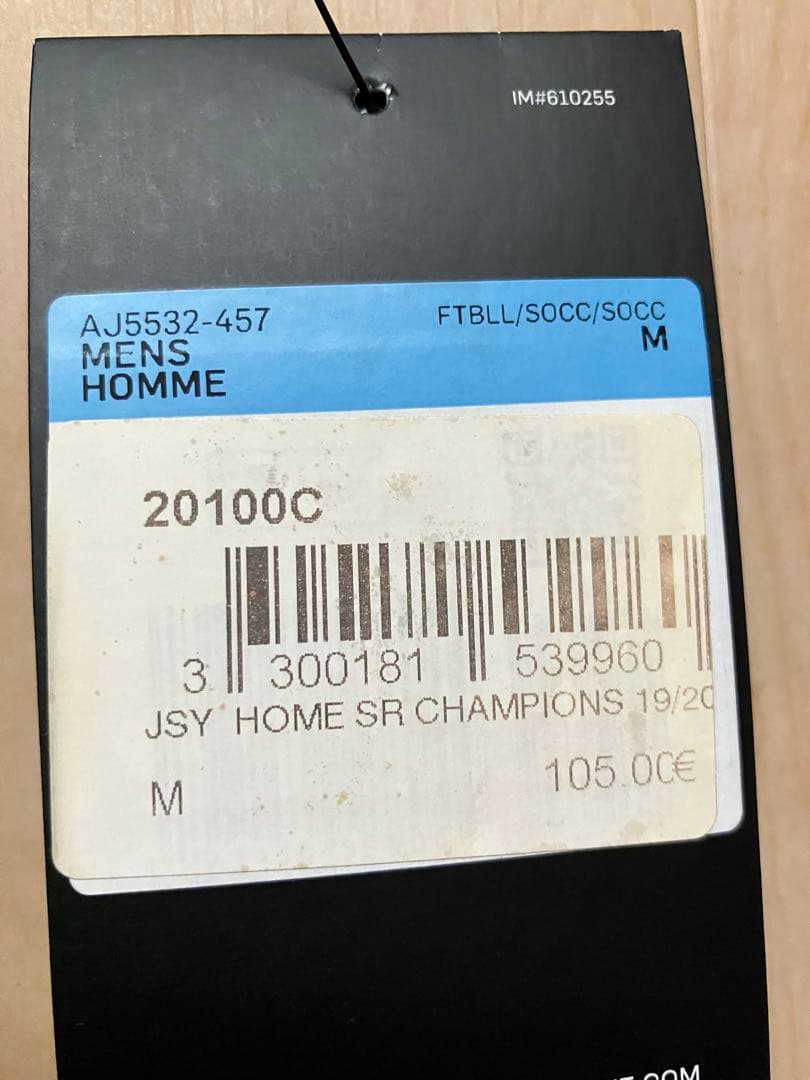 IM#610255
AJ5532-457 FTBLL/SOCC/SOCC
MENS M
HOMME
20100C
3 300181 539960
JSY HOME SR CHAMPIONS 19/20
M 105.00€
.COM